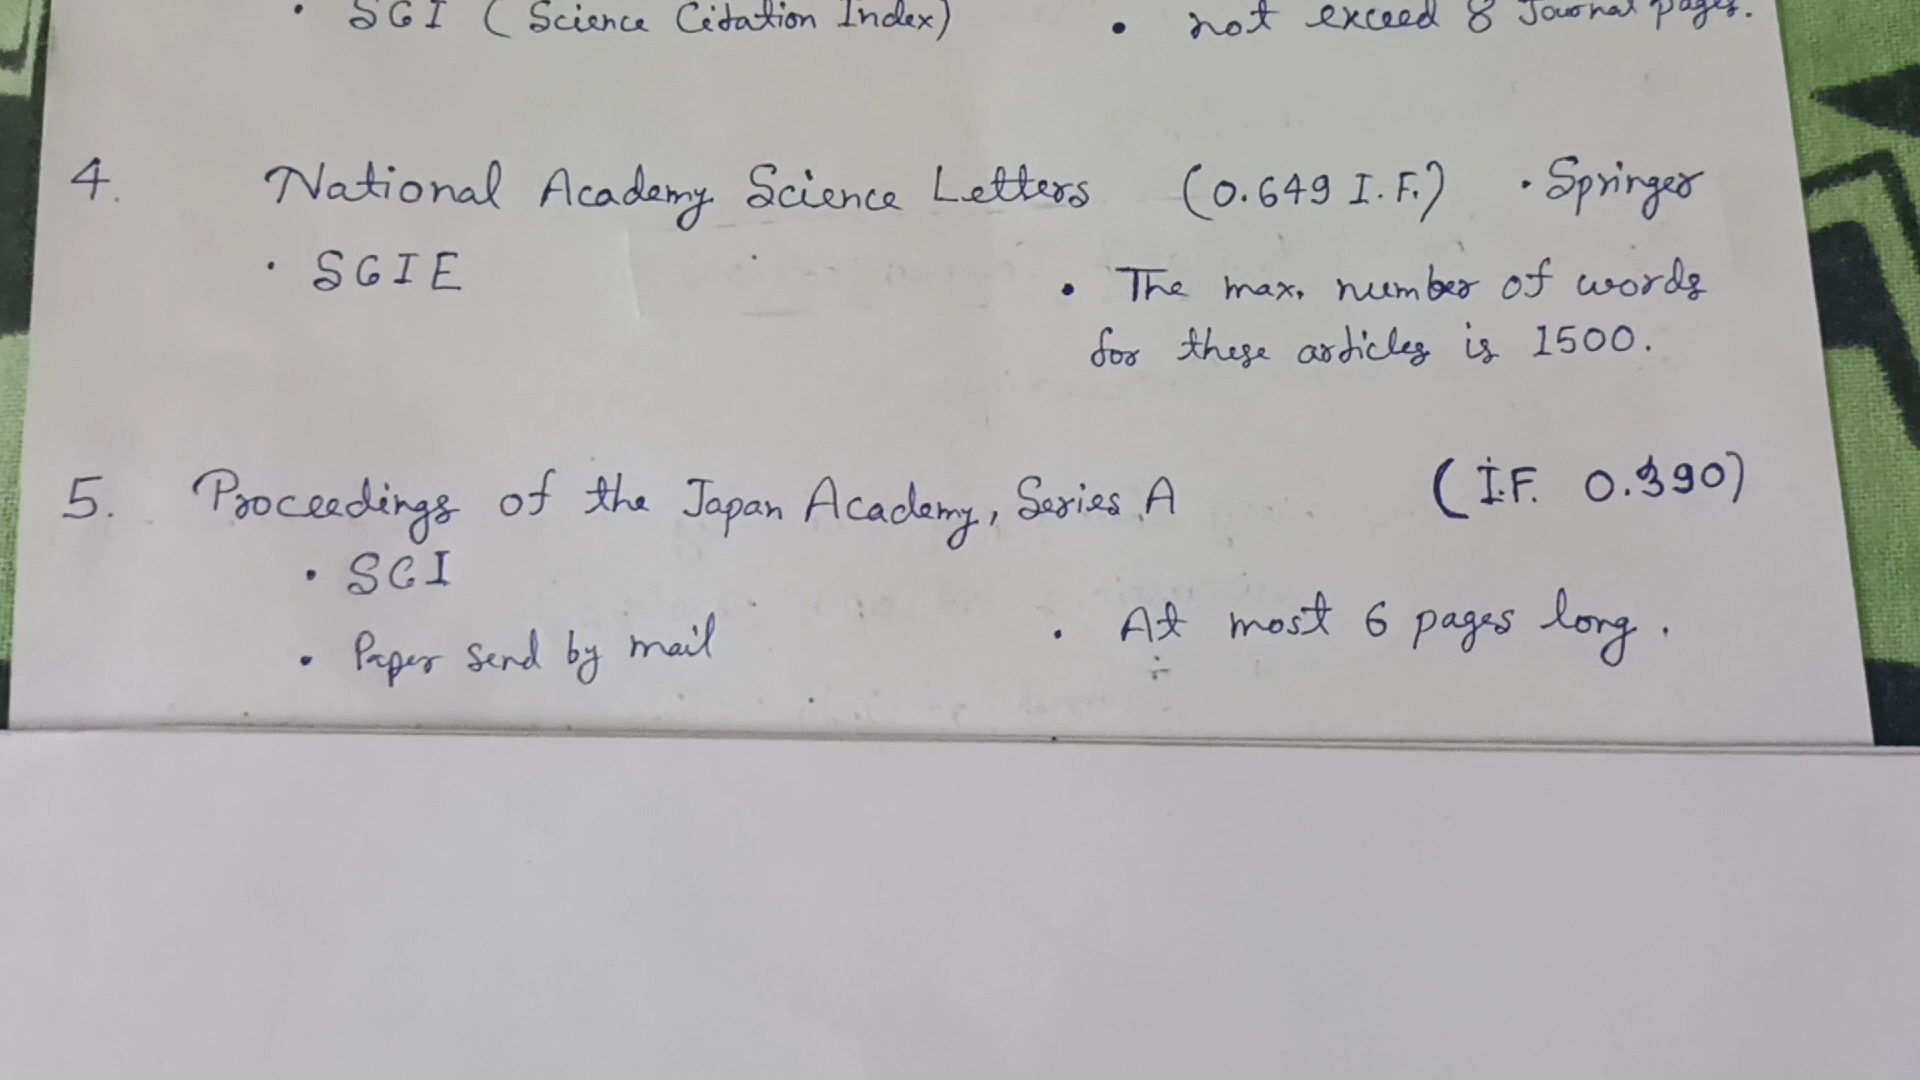 • SCI (Science Citation Index) • not exceed 8 Journal pages.
4. National Academy Science Letters (0.649 I.F.) • Springer
• SCIE • The max. number of words
for these articles is 1500.
5. Proceedings of the Japan Academy, Series A (I.F. 0.390)
• SCI
• Paper send by mail • At most 6 pages long.